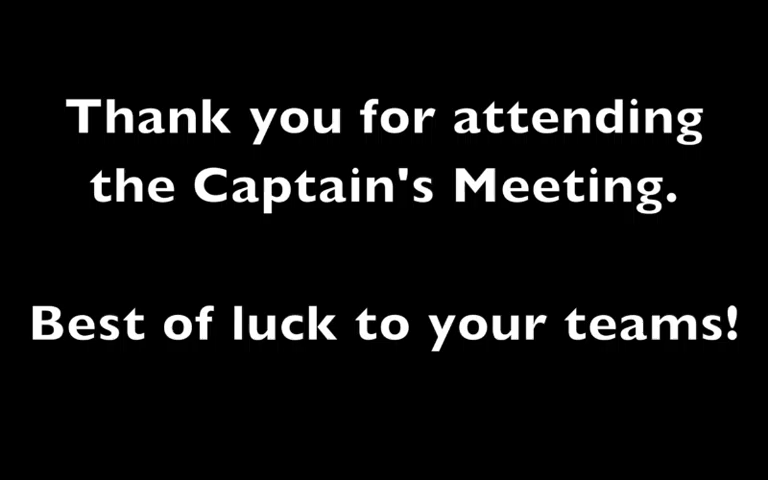 Thank you for attending
the Captain's Meeting.
Best of luck to your teams!